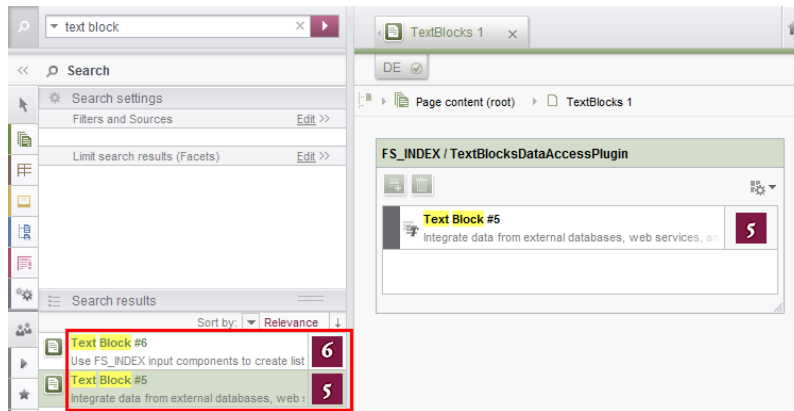 text block
Search
Search settings
Filters and Sources Edit >>
Limit search results (Facets) Edit >>
Search results
Sort by: Relevance
Text Block #6
Use FS_INDEX input components to create list
6
Text Block #5
Integrate data from external databases, web s
5
TextBlocks 1
DE
Page content (root) TextBlocks 1
FS_INDEX / TextBlocksDataAccessPlugin
Text Block #5
Integrate data from external databases, web services, an
5